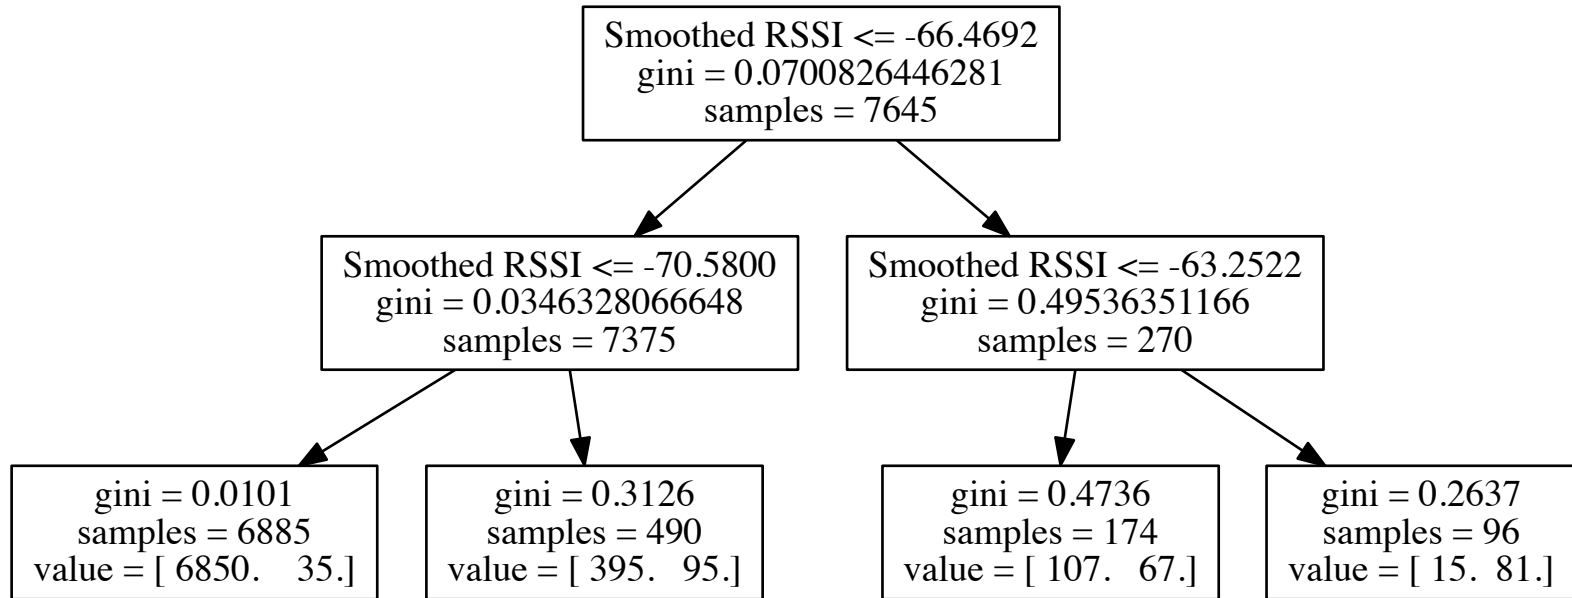 Smoothed RSSI <= -66.4692
gini = 0.0700826446281
samples = 7645
Smoothed RSSI <= -70.5800
gini = 0.0346328066648
samples = 7375
Smoothed RSSI <= -63.2522
gini = 0.49536351166
samples = 270
gini = 0.0101
samples = 6885
value = [ 6850. 35.]
gini = 0.3126
samples = 490
value = [ 395. 95.]
gini = 0.4736
samples = 174
value = [ 107. 67.]
gini = 0.2637
samples = 96
value = [ 15. 81.]